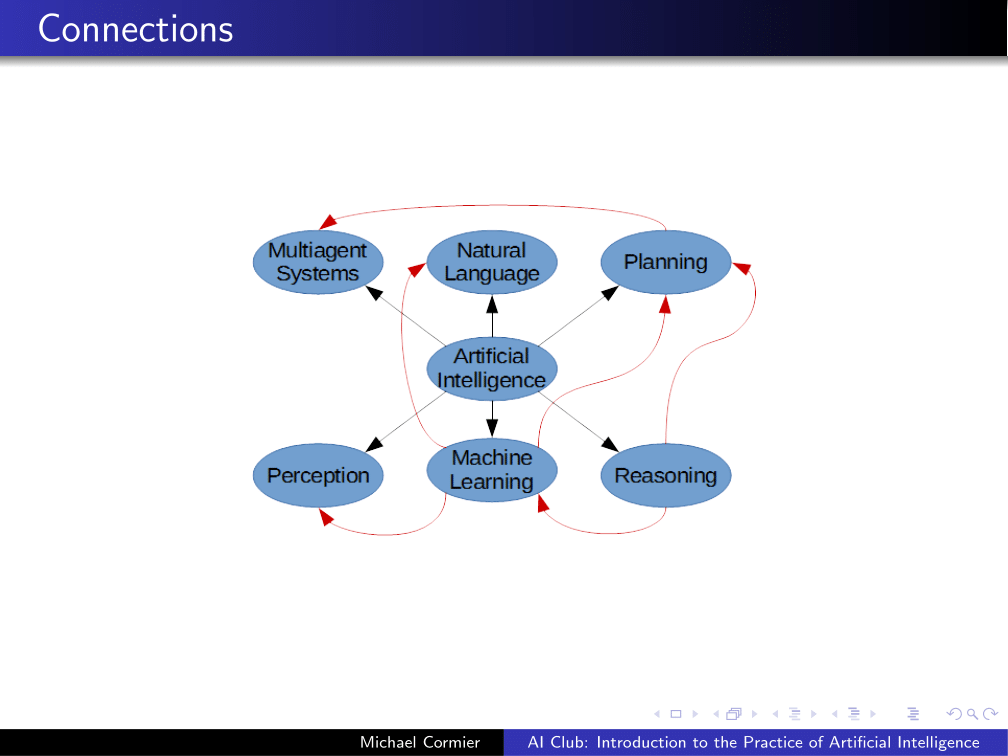 Connections
Multiagent
Systems
Natural
Language
Planning
Artificial
Intelligence
Perception
Machine
Learning
Reasoning
Michael Cormier
AI Club: Introduction to the Practice of Artificial Intelligence